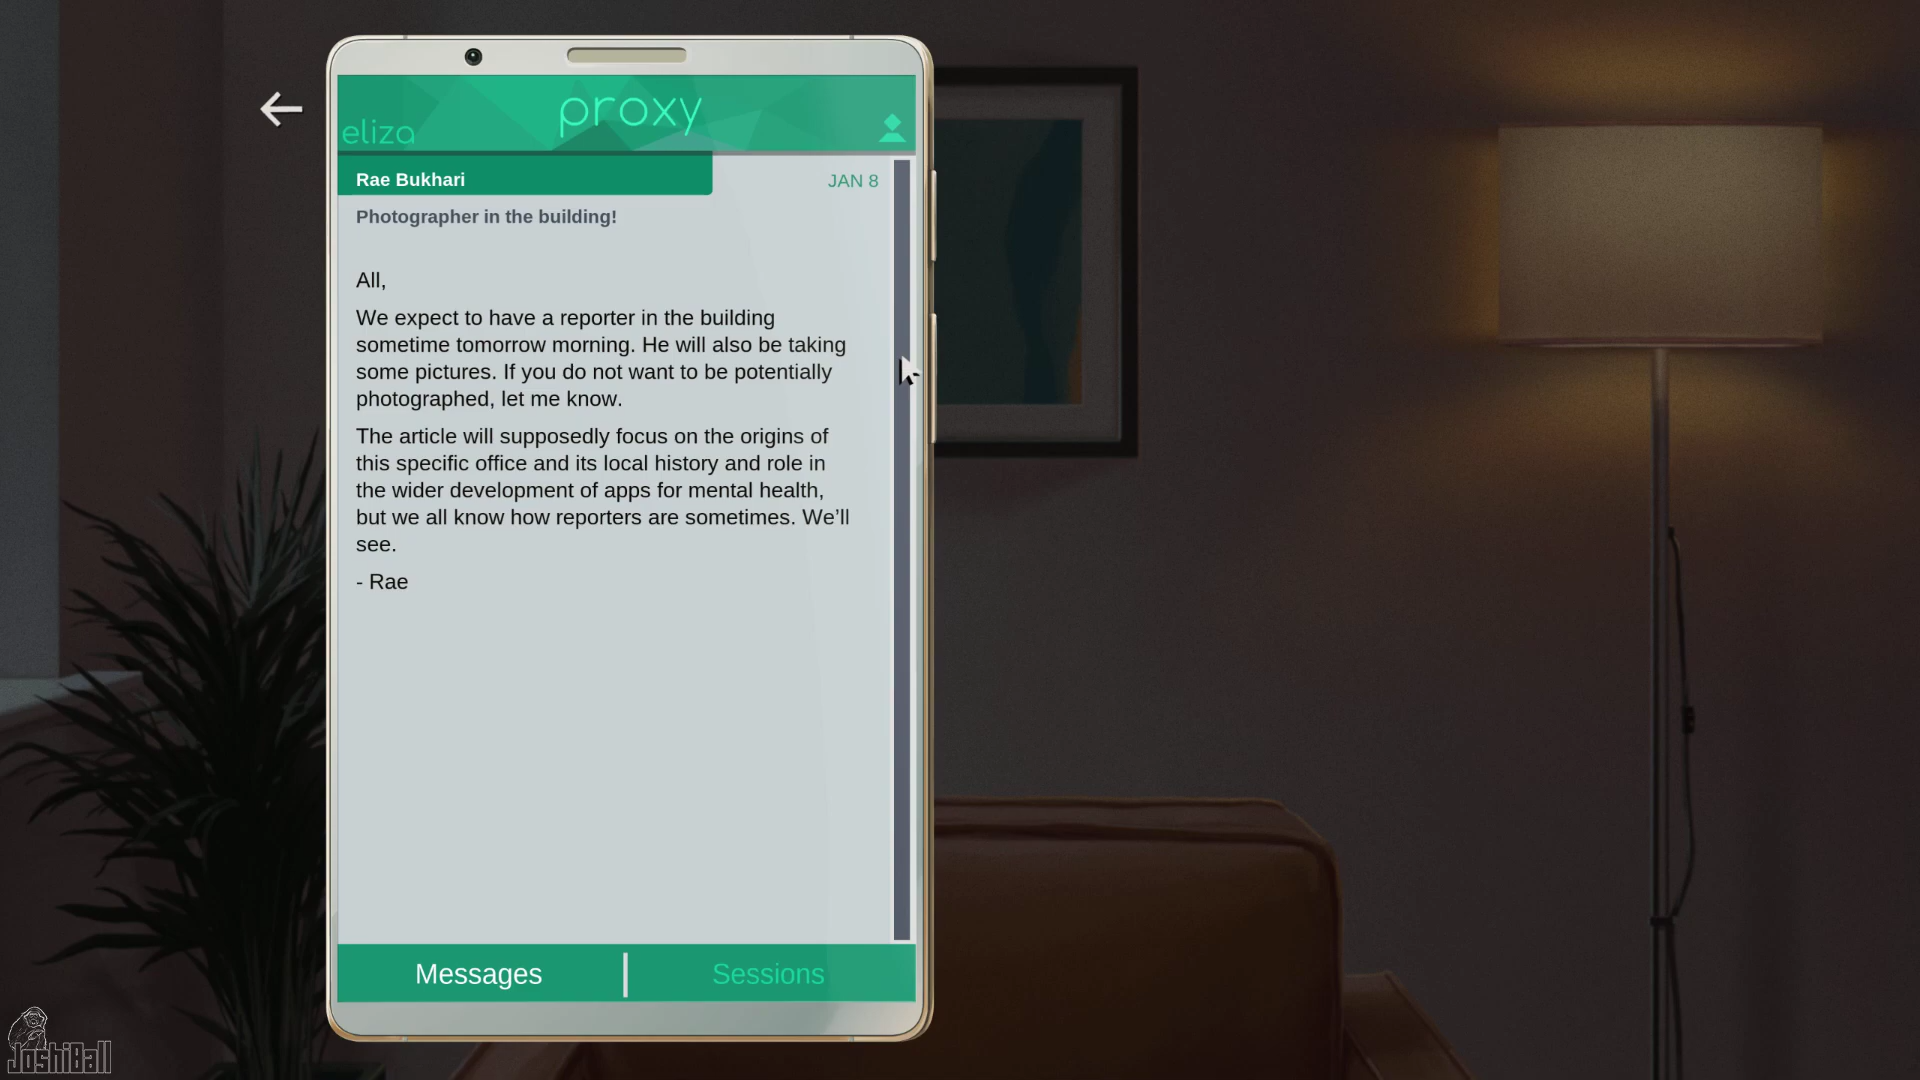 proxy
eliza
Rae Bukhari
JAN 8
Photographer in the building!
All,
We expect to have a reporter in the building
sometime tomorrow morning. He will also be taking
some pictures. If you do not want to be potentially
photographed, let me know.
The article will supposedly focus on the origins of
this specific office and its local history and role in
the wider development of apps for mental health,
but we all know how reporters are sometimes. We’ll
see.
- Rae
Messages
Sessions
JoshiBall